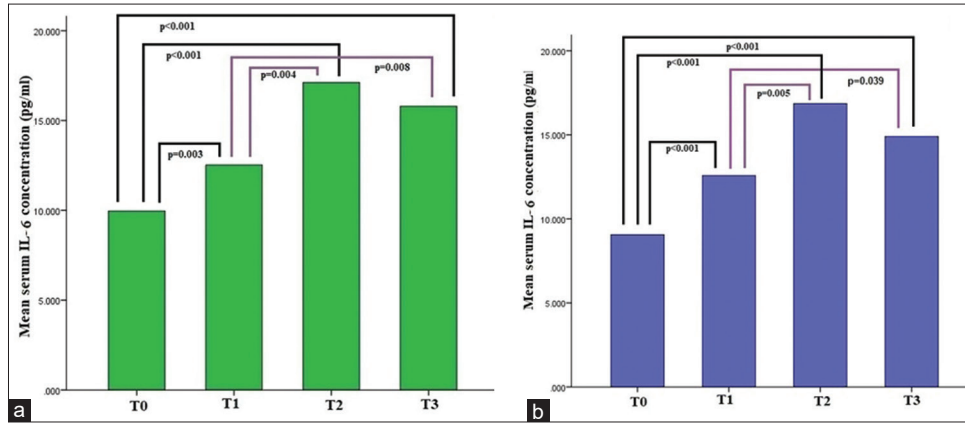 p<0.001
20.000
p<0.001
p=0.008
p=0.004
15.000
p=0.003
10.000
5.000
.000
Mean serum IL- 6 concentration (pg/ml)
T0 T1 T2 T3
a
20.000
p<0.001
p<0.001
p=0.039
p=0.005
15.000
p<0.001
10.000
5.000
.000
Mean serum IL- 6 concentration (pg/ml
T0 T1 T2 T3
b